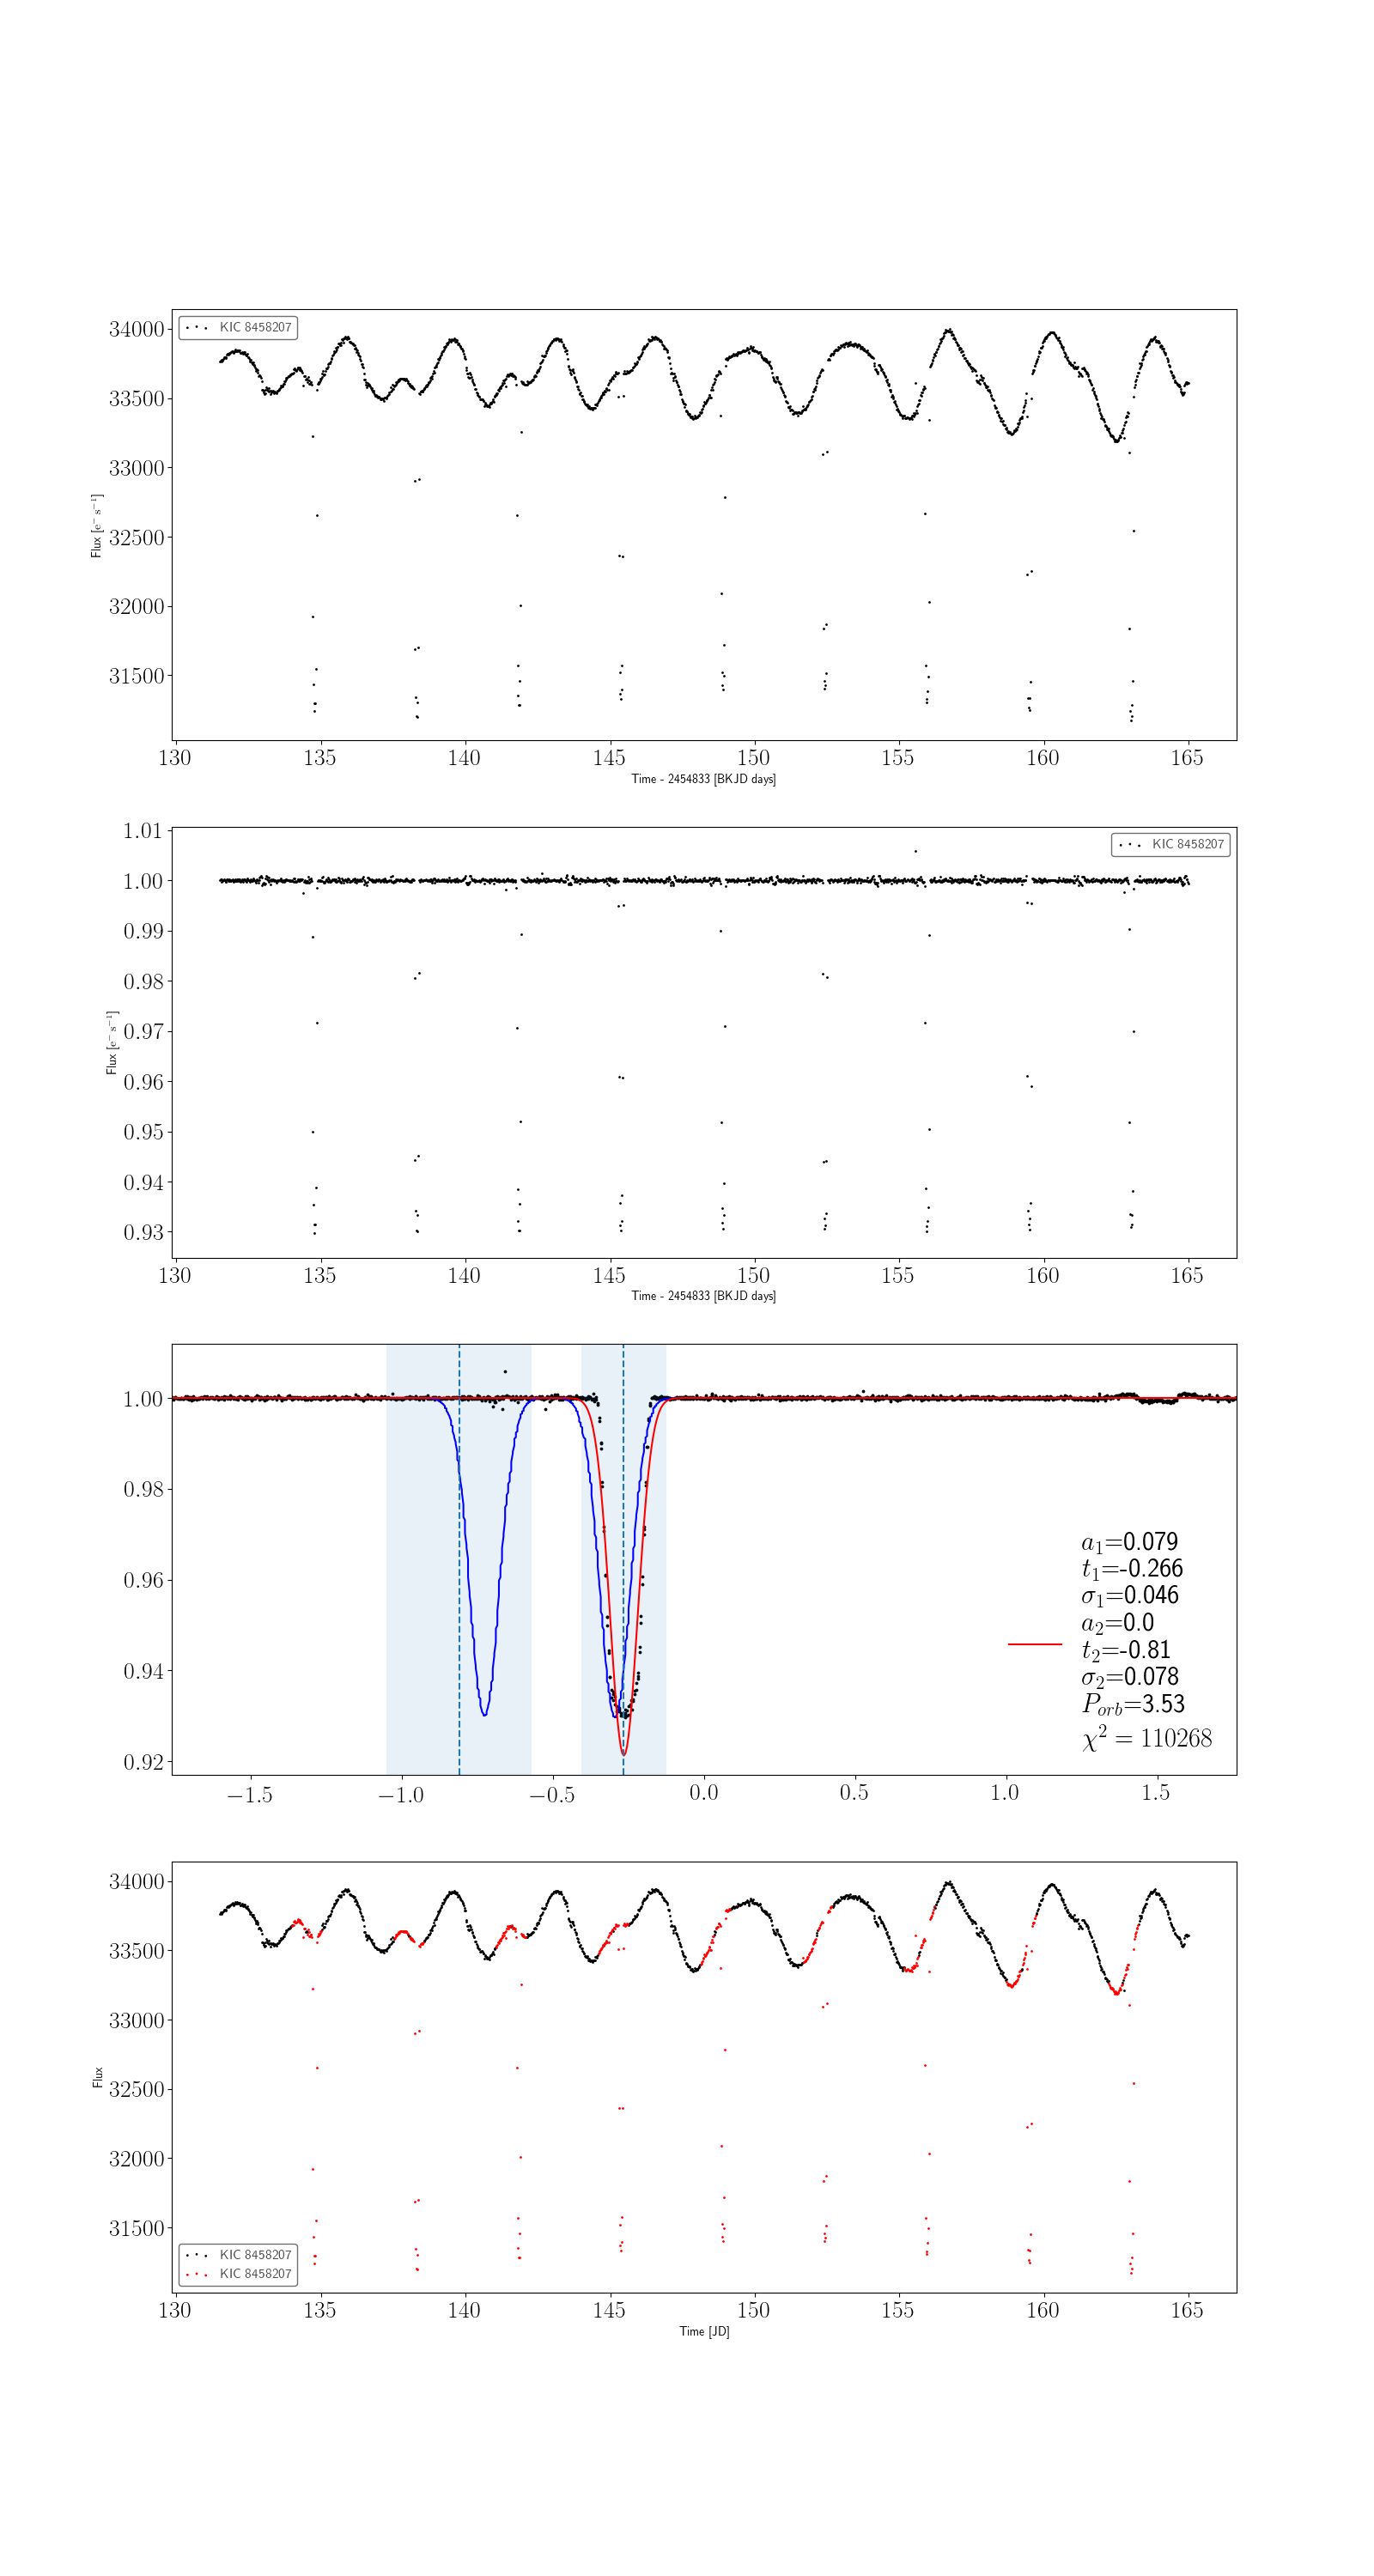 34000
33500
33000
32500
32000
31500
Flux [e⁻ s⁻¹]
KIC 8458207
130 135 140 145 150 155 160 165
Time - 2454833 [BKJD days]
1.01
1.00
0.99
0.98
0.97
0.96
0.95
0.94
0.93
Flux [e⁻ s⁻¹]
KIC 8458207
130 135 140 145 150 155 160 165
Time - 2454833 [BKJD days]
1.00
0.98
0.96
0.94
0.92
a₁=0.079
t₁=-0.266
σ₁=0.046
a₂=0.0
t₂=-0.81
σ₂=0.078
P_orb=3.53
χ² = 110268
−1.5 −1.0 −0.5 0.0 0.5 1.0 1.5
34000
33500
33000
32500
32000
31500
Flux
KIC 8458207
KIC 8458207
130 135 140 145 150 155 160 165
Time [JD]